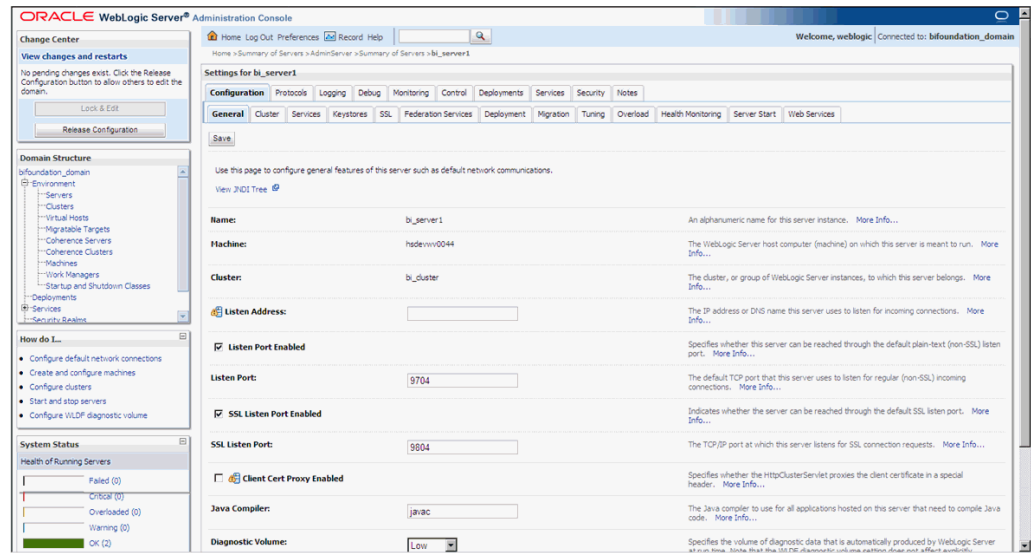 ORACLE WebLogic Server® Administration Console
Change Center
View changes and restarts
No pending changes exist. Click the Release
Configuration button to allow others to edit the
domain.
Lock & Edit
Release Configuration
Domain Structure
bifoundation_domain
Environment
Servers
Clusters
Virtual Hosts
Migratable Targets
Coherence Servers
Coherence Clusters
Machines
Work Managers
Startup and Shutdown Classes
Deployments
Services
Security Realms
How do I...
Configure default network connections
Create and configure machines
Configure clusters
Start and stop servers
Configure WLDF diagnostic volume
System Status
Health of Running Servers
Failed (0)
Critical (0)
Overloaded (0)
Warning (0)
OK (2)
Home Log Out Preferences Record Help
Welcome, weblogic Connected to: bifoundation_domain
Home >Summary of Servers >AdminServer >Summary of Servers >bi_server1
Settings for bi_server1
Configuration Protocols Logging Debug Monitoring Control Deployments Services Security Notes
General Cluster Services Keystores SSL Federation Services Deployment Migration Tuning Overload Health Monitoring Server Start Web Services
Save
Use this page to configure general features of this server such as default network communications.
View JNDI Tree
Name: bi_server1 An alphanumeric name for this server instance. More Info...
Machine: hsdevwv0044 The WebLogic Server host computer (machine) on which this server is meant to run. More
Info...
Cluster: bi_cluster The cluster, or group of WebLogic Server instances, to which this server belongs. More
Info...
Listen Address: The IP address or DNS name this server uses to listen for incoming connections. More
Info...
Listen Port Enabled Specifies whether this server can be reached through the default plain-text (non-SSL) listen
port. More Info...
Listen Port: 9704 The default TCP port that this server uses to listen for regular (non-SSL) incoming
connections. More Info...
SSL Listen Port Enabled Indicates whether the server can be reached through the default SSL listen port. More
Info...
SSL Listen Port: 9804 The TCP/IP port at which this server listens for SSL connection requests. More Info...
Client Cert Proxy Enabled Specifies whether the HttpClusterServlet proxies the client certificate in a special
header. More Info...
Java Compiler: javac The Java compiler to use for all applications hosted on this server that need to compile Java
code. More Info...
Diagnostic Volume: Low Specifies the volume of diagnostic data that is automatically produced by WebLogic Server
at run time. Note that the WLDF diagnostic volume setting does not affect explicitly